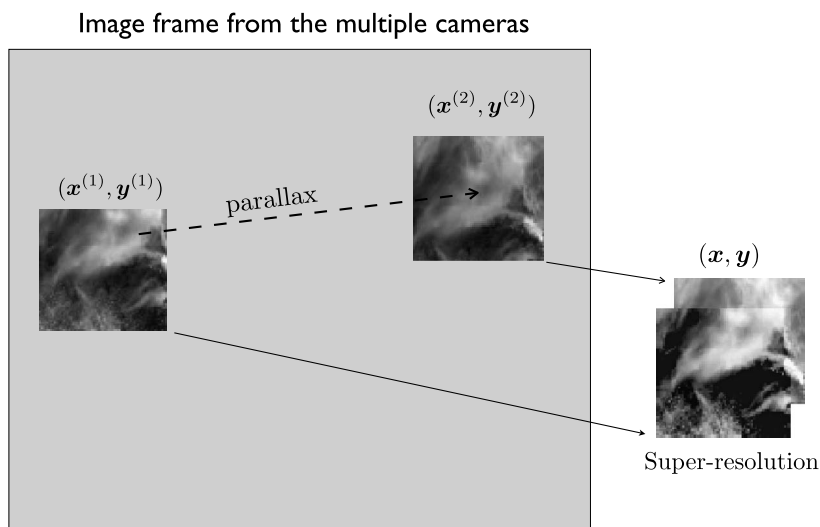 Image frame from the multiple cameras
(x^{(2)}, y^{(2)})
(x^{(1)}, y^{(1)})
parallax
(x, y)
Super-resolution